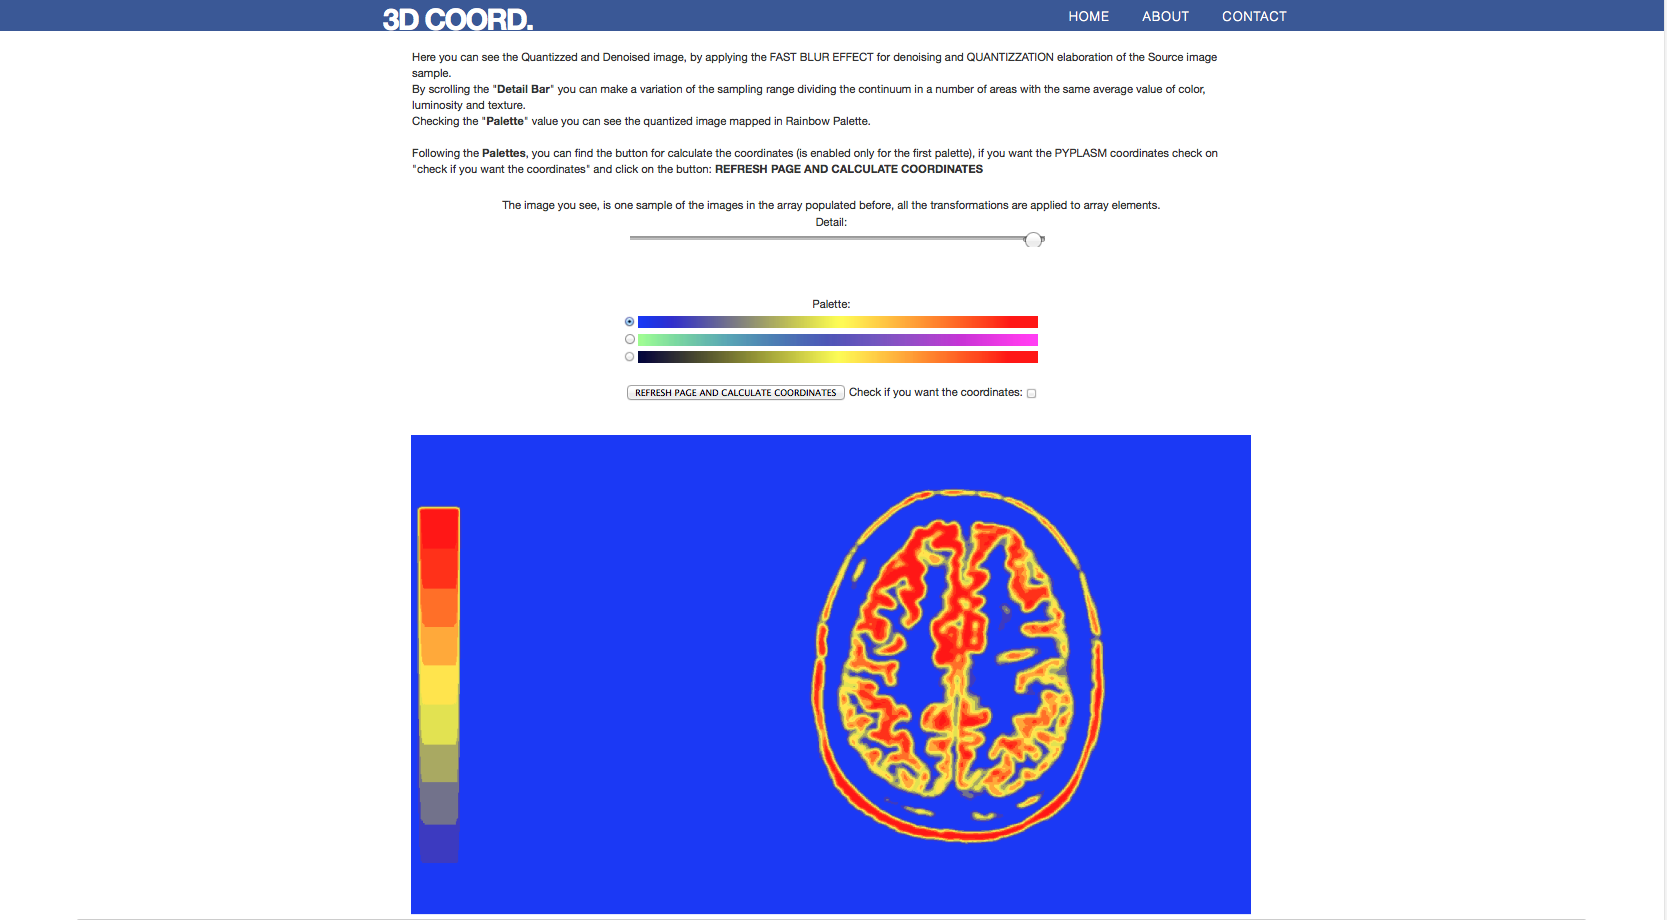 3D COORD.
HOME ABOUT CONTACT
Here you can see the Quantizzed and Denoised image, by applying the FAST BLUR EFFECT for denoising and QUANTIZZATION elaboration of the Source image
sample.
By scrolling the "Detail Bar" you can make a variation of the sampling range dividing the continuum in a number of areas with the same average value of color,
luminosity and texture.
Checking the "Palette" value you can see the quantized image mapped in Rainbow Palette.
Following the Palettes, you can find the button for calculate the coordinates (is enabled only for the first palette), if you want the PYPLASM coordinates check on
"check if you want the coordinates" and click on the button: REFRESH PAGE AND CALCULATE COORDINATES
The image you see, is one sample of the images in the array populated before, all the transformations are applied to array elements.
Detail:
Palette:
REFRESH PAGE AND CALCULATE COORDINATES Check if you want the coordinates: